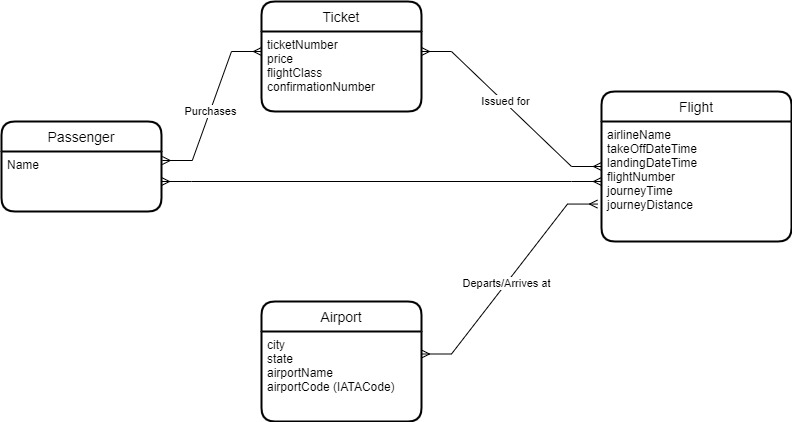 Ticket
ticketNumber
price
flightClass
confirmationNumber
Purchases
Issued for
Passenger
Name
Flight
airlineName
takeOffDateTime
landingDateTime
flightNumber
journeyTime
journeyDistance
Departs/Arrives at
Airport
city
state
airportName
airportCode (IATACode)